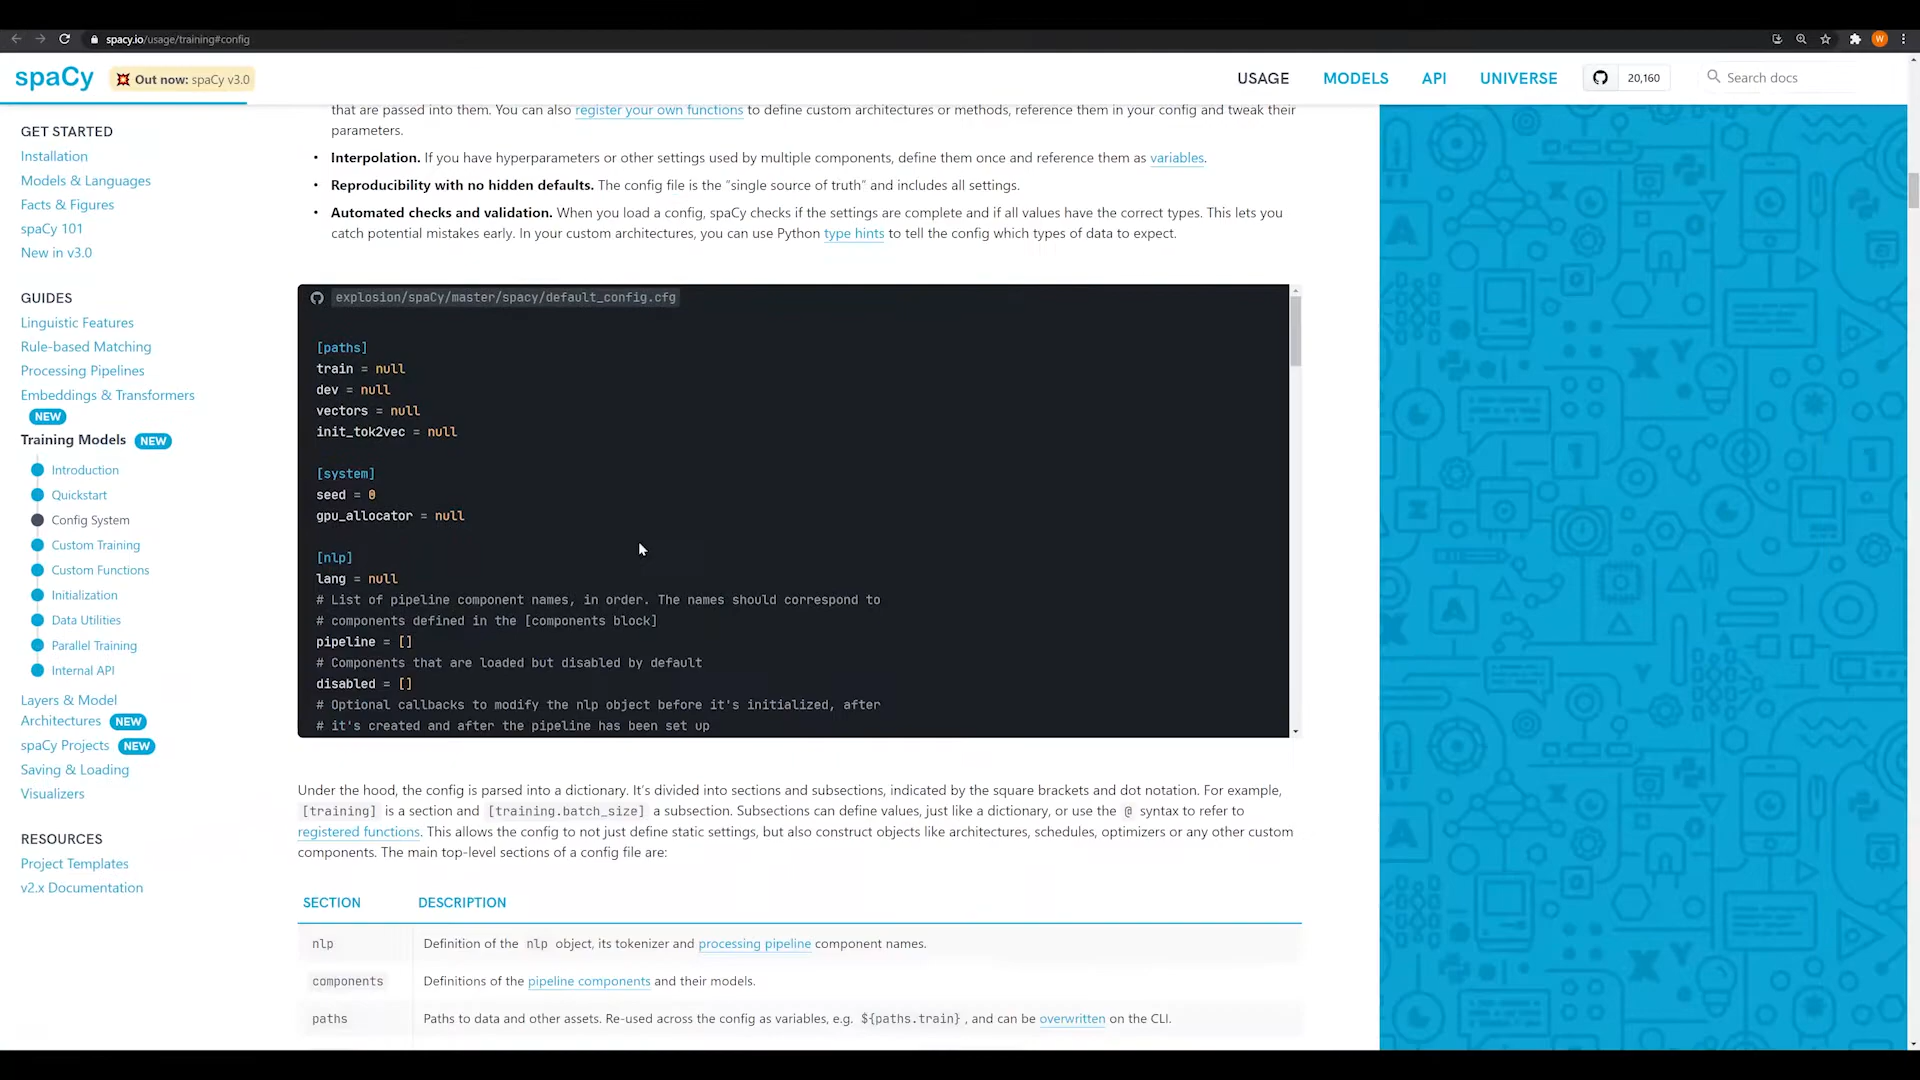 spacy.io/usage/training#config
W
spaCy
Out now: spaCy v3.0
USAGE
MODELS
API
UNIVERSE
20,160
Search docs
GET STARTED
Installation
Models & Languages
Facts & Figures
spaCy 101
New in v3.0
GUIDES
Linguistic Features
Rule-based Matching
Processing Pipelines
Embeddings & Transformers
NEW
Training Models NEW
Introduction
Quickstart
Config System
Custom Training
Custom Functions
Initialization
Data Utilities
Parallel Training
Internal API
Layers & Model
Architectures NEW
spaCy Projects NEW
Saving & Loading
Visualizers
RESOURCES
Project Templates
v2.x Documentation
that are passed into them. You can also register your own functions to define custom architectures or methods, reference them in your config and tweak their
parameters.
• Interpolation. If you have hyperparameters or other settings used by multiple components, define them once and reference them as variables.
• Reproducibility with no hidden defaults. The config file is the “single source of truth” and includes all settings.
• Automated checks and validation. When you load a config, spaCy checks if the settings are complete and if all values have the correct types. This lets you
catch potential mistakes early. In your custom architectures, you can use Python type hints to tell the config which types of data to expect.
explosion/spaCy/master/spacy/default_config.cfg
[paths]
train = null
dev = null
vectors = null
init_tok2vec = null
[system]
seed = 0
gpu_allocator = null
[nlp]
lang = null
# List of pipeline component names, in order. The names should correspond to
# components defined in the [components block]
pipeline = []
# Components that are loaded but disabled by default
disabled = []
# Optional callbacks to modify the nlp object before it's initialized, after
# it's created and after the pipeline has been set up
Under the hood, the config is parsed into a dictionary. It’s divided into sections and subsections, indicated by the square brackets and dot notation. For example,
[training] is a section and [training.batch_size] a subsection. Subsections can define values, just like a dictionary, or use the @ syntax to refer to
registered functions. This allows the config to not just define static settings, but also construct objects like architectures, schedules, optimizers or any other custom
components. The main top-level sections of a config file are:
SECTION DESCRIPTION
nlp Definition of the nlp object, its tokenizer and processing pipeline component names.
components Definitions of the pipeline components and their models.
paths Paths to data and other assets. Re-used across the config as variables, e.g. ${paths.train} , and can be overwritten on the CLI.